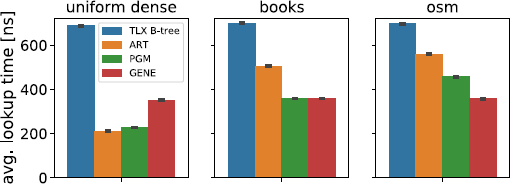 uniform dense
books
osm
avg. lookup time [ns]
600
400
200
0
TLX B-tree
ART
PGM
GENE